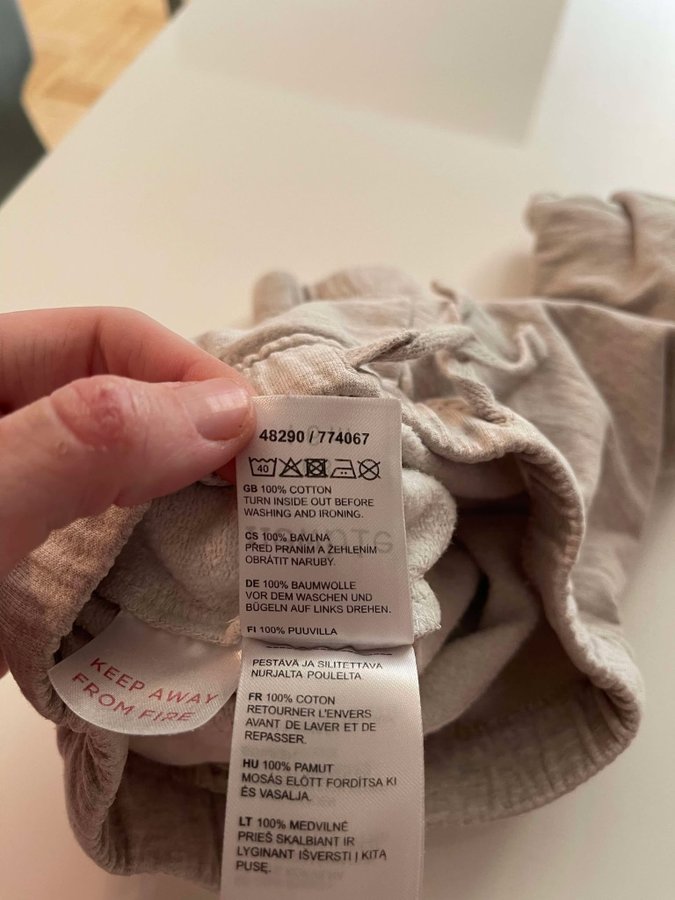 48290 / 774067
40
GB 100% COTTON
TURN INSIDE OUT BEFORE
WASHING AND IRONING.
CS 100% BAVLNA
PŘED PRANÍM A ŽEHLENÍM
OBRÁTIT NARUBY.
DE 100% BAUMWOLLE
VOR DEM WASCHEN UND
BÜGELN AUF LINKS DREHEN.
FI 100% PUUVILLA
PESTÄVÄ JA SILITETTÄVÄ
NURJALTA POULELTA
FR 100% COTON
RETOURNER L'ENVERS
AVANT DE LAVER ET DE
REPASSER.
HU 100% PAMUT
MOSÁS ELŐTT FORDÍTSA KI
ÉS VASALJA.
LT 100% MEDVILNĖ
PRIEŠ SKALBIANT IR
LYGINANT IŠVERSTI Į KITĄ
PUSĘ.
KEEP AWAY
FROM FIRE